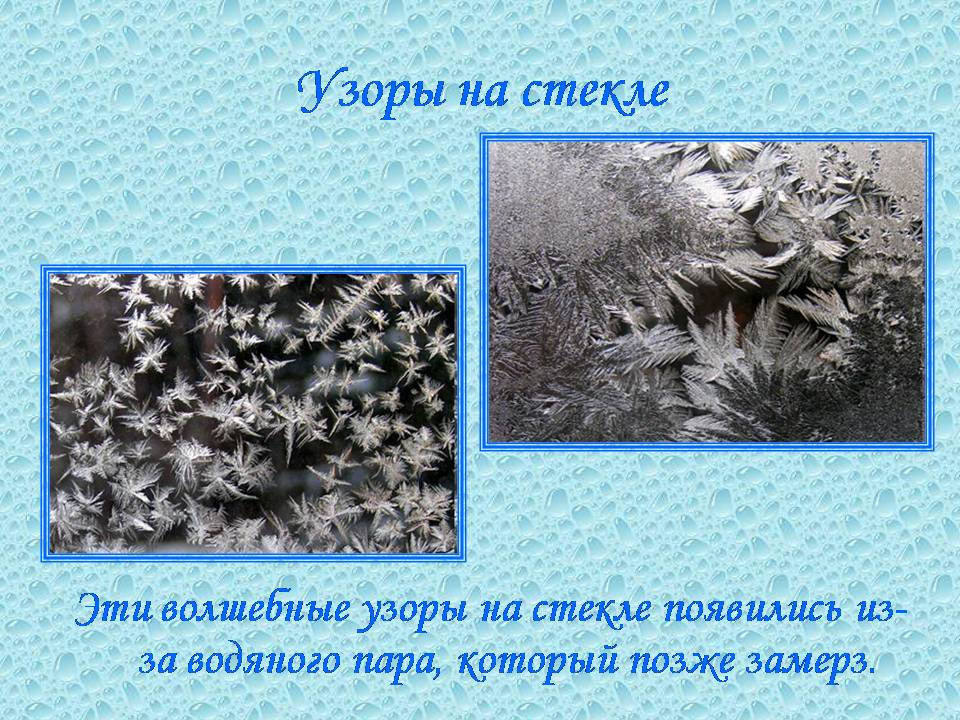 Узоры на стекле
Эти волшебные узоры на стекле появились из-
за водяного пара, который позже замерз.